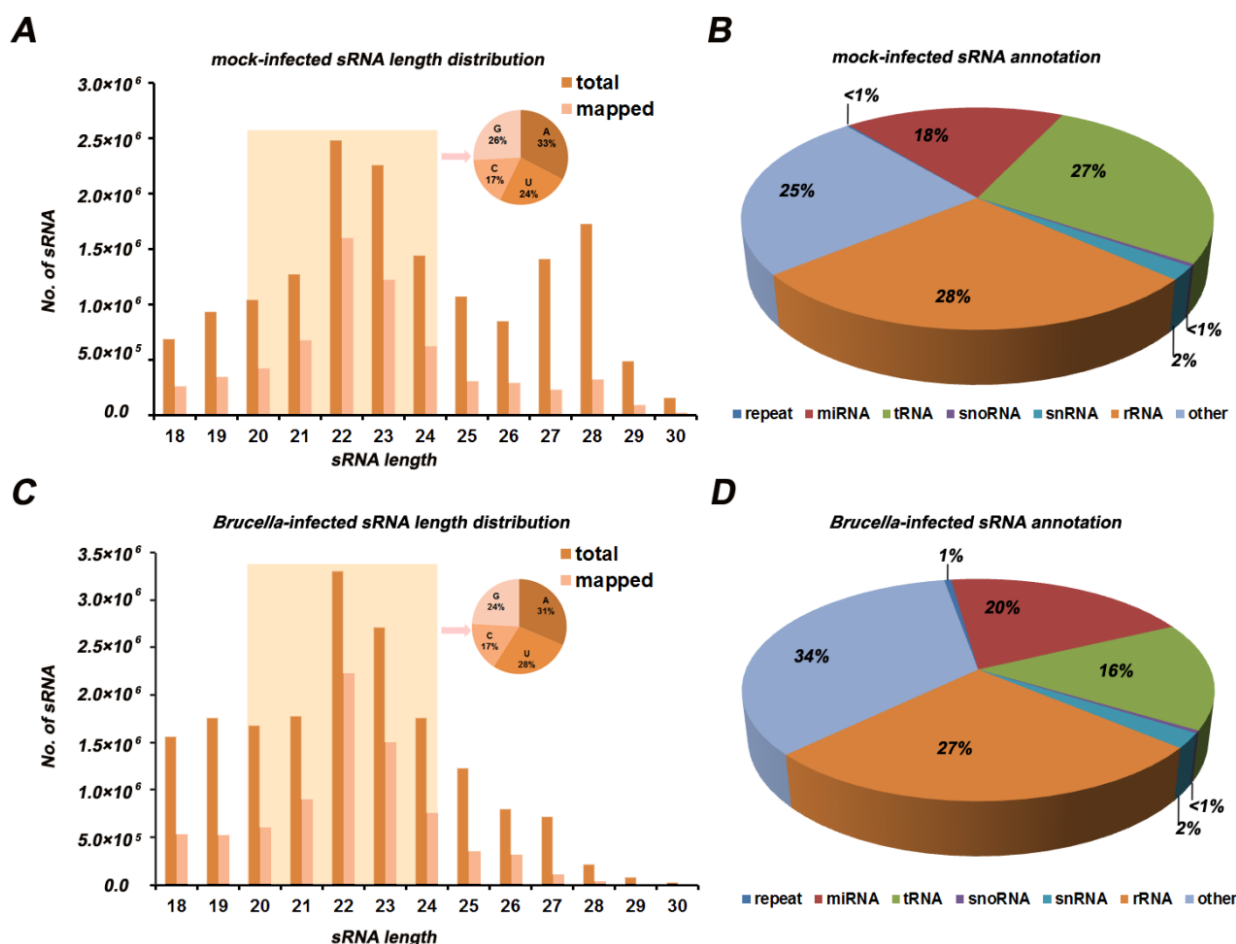 A
mock-infected sRNA length distribution
3.0×10⁶
2.5×10⁶
2.0×10⁶
1.5×10⁶
1.0×10⁶
5.0×10⁵
0.0
No. of sRNA
total
mapped
G
26%
A
33%
C
17%
U
24%
18 19 20 21 22 23 24 25 26 27 28 29 30
sRNA length
B
mock-infected sRNA annotation
<1%
18%
27%
25%
28%
<1%
2%
repeat miRNA tRNA snoRNA snRNA rRNA other
C
Brucella-infected sRNA length distribution
3.5×10⁶
3.0×10⁶
2.5×10⁶
2.0×10⁶
1.5×10⁶
1.0×10⁶
5.0×10⁵
0.0
No. of sRNA
total
mapped
G
24%
A
31%
C
17%
U
28%
18 19 20 21 22 23 24 25 26 27 28 29 30
sRNA length
D
Brucella-infected sRNA annotation
1%
20%
34%
16%
27%
<1%
2%
repeat miRNA tRNA snoRNA snRNA rRNA other